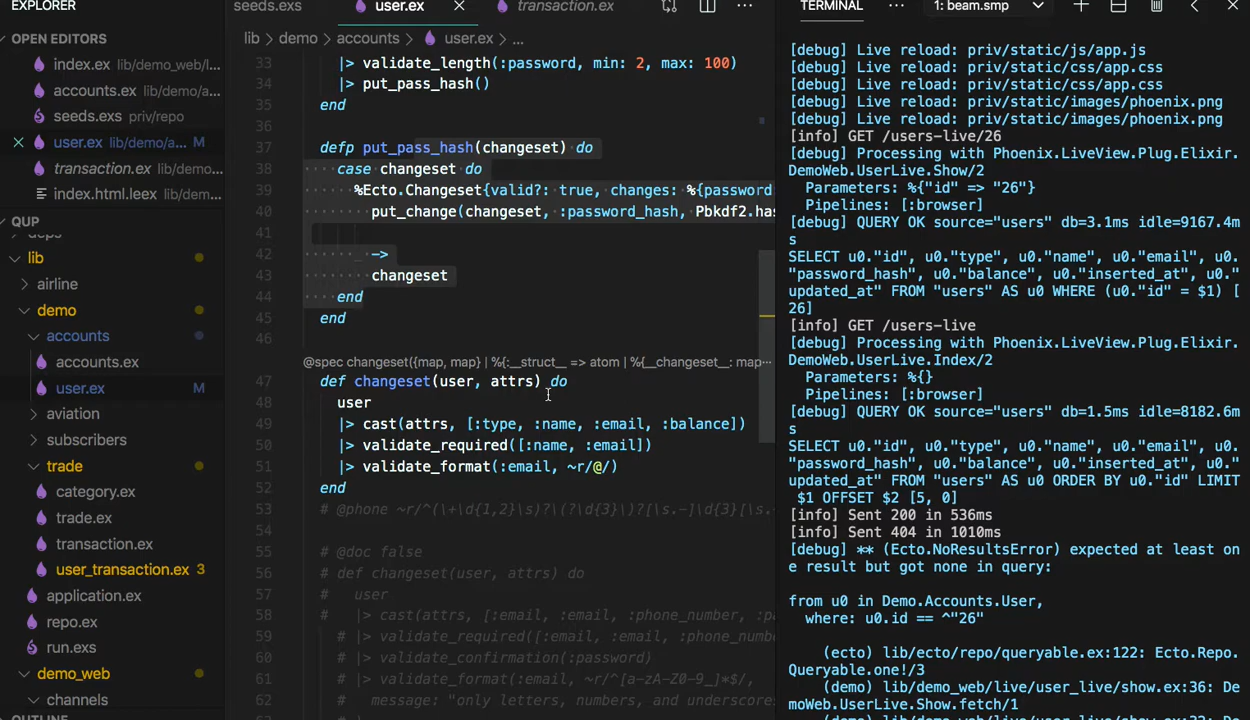 EXPLORER
OPEN EDITORS
index.ex lib/demo_web/l...
accounts.ex lib/demo/a...
seeds.exs priv/repo
user.ex lib/demo/a... M
transaction.ex lib/demo...
index.html.leex lib/dem...
QUP
deps
lib
airline
demo
accounts
accounts.ex
user.ex M
aviation
subscribers
trade
category.ex
trade.ex
transaction.ex
user_transaction.ex 3
application.ex
repo.ex
run.exs
demo_web
channels
OUTLINE
seeds.exs user.ex transaction.ex
lib > demo > accounts > user.ex > ...
33 |> validate_length(:password, min: 2, max: 100)
34 |> put_pass_hash()
35 end
36
37 defp put_pass_hash(changeset) do
38 case changeset do
39 %Ecto.Changeset{valid?: true, changes: %{password
40 put_change(changeset, :password_hash, Pbkdf2.has
41
42 _ ->
43 changeset
44 end
45 end
46
@spec changeset({map, map} | %{:__struct__ => atom | %{__changeset__: map...
47 def changeset(user, attrs) do
48 user
49 |> cast(attrs, [:type, :name, :email, :balance])
50 |> validate_required([:name, :email])
51 |> validate_format(:email, ~r/@/)
52 end
53 # @phone ~r/^(\+\d{1,2}\s)?\(?\d{3}\)?[\s.-]\d{3}[\s.
54
55 # @doc false
56 # def changeset(user, attrs) do
57 # user
58 # |> cast(attrs, [:email, :phone_number, :pa
59 # |> validate_required([:email, :email, :phone_numb
60 # |> validate_confirmation(:password)
61 # |> validate_format(:email, ~r/^[a-zA-Z0-9_]*$/,
62 # message: "only letters, numbers, and underscore
TERMINAL ... 1: beam.smp
[debug] Live reload: priv/static/js/app.js
[debug] Live reload: priv/static/css/app.css
[debug] Live reload: priv/static/css/app.css
[debug] Live reload: priv/static/images/phoenix.png
[debug] Live reload: priv/static/images/phoenix.png
[info] GET /users-live/26
[debug] Processing with Phoenix.LiveView.Plug.Elixir.
DemoWeb.UserLive.Show/2
Parameters: %{"id" => "26"}
Pipelines: [:browser]
[debug] QUERY OK source="users" db=3.1ms idle=9167.4m
s
SELECT u0."id", u0."type", u0."name", u0."email", u0.
"password_hash", u0."balance", u0."inserted_at", u0."
updated_at" FROM "users" AS u0 WHERE (u0."id" = $1) [
26]
[info] GET /users-live
[debug] Processing with Phoenix.LiveView.Plug.Elixir.
DemoWeb.UserLive.Index/2
Parameters: %{}
Pipelines: [:browser]
[debug] QUERY OK source="users" db=1.5ms idle=8182.6m
s
SELECT u0."id", u0."type", u0."name", u0."email", u0.
"password_hash", u0."balance", u0."inserted_at", u0."
updated_at" FROM "users" AS u0 ORDER BY u0."id" LIMIT
$1 OFFSET $2 [5, 0]
[info] Sent 200 in 536ms
[info] Sent 404 in 1010ms
[debug] ** (Ecto.NoResultsError) expected at least on
e result but got none in query:
from u0 in Demo.Accounts.User,
where: u0.id == ^"26"
(ecto) lib/ecto/repo/queryable.ex:122: Ecto.Repo.
Queryable.one!/3
(demo) lib/demo_web/live/user_live/show.ex:36: De
moWeb.UserLive.Show.fetch/1